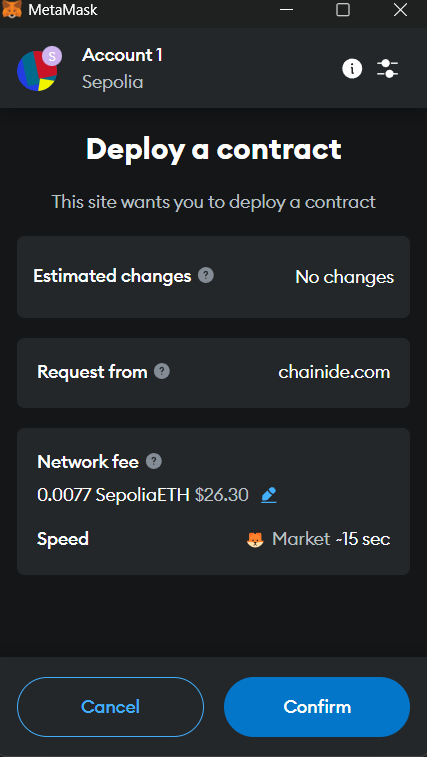 MetaMask
S
Account 1
Sepolia
Deploy a contract
This site wants you to deploy a contract
Estimated changes ? No changes
Request from ? chainide.com
Network fee ?
0.0077 SepoliaETH $26.30
Speed Market ~15 sec
Cancel Confirm